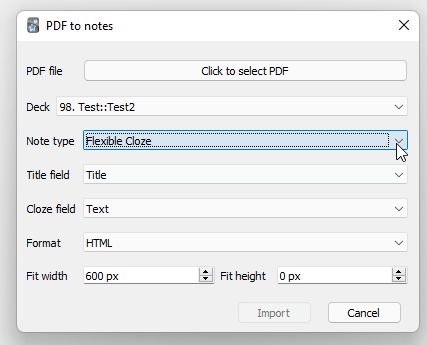 PDF to notes
PDF file Click to select PDF
Deck 98. Test::Test2
Note type Flexible Cloze
Title field Title
Cloze field Text
Format HTML
Fit width 600 px Fit height 0 px
Import Cancel